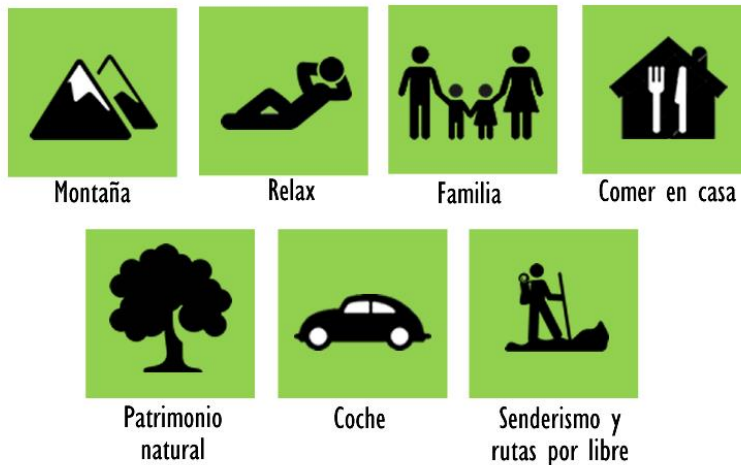 Montaña
Relax
Familia
Comer en casa
Patrimonio
natural
Coche
Senderismo y
rutas por libre